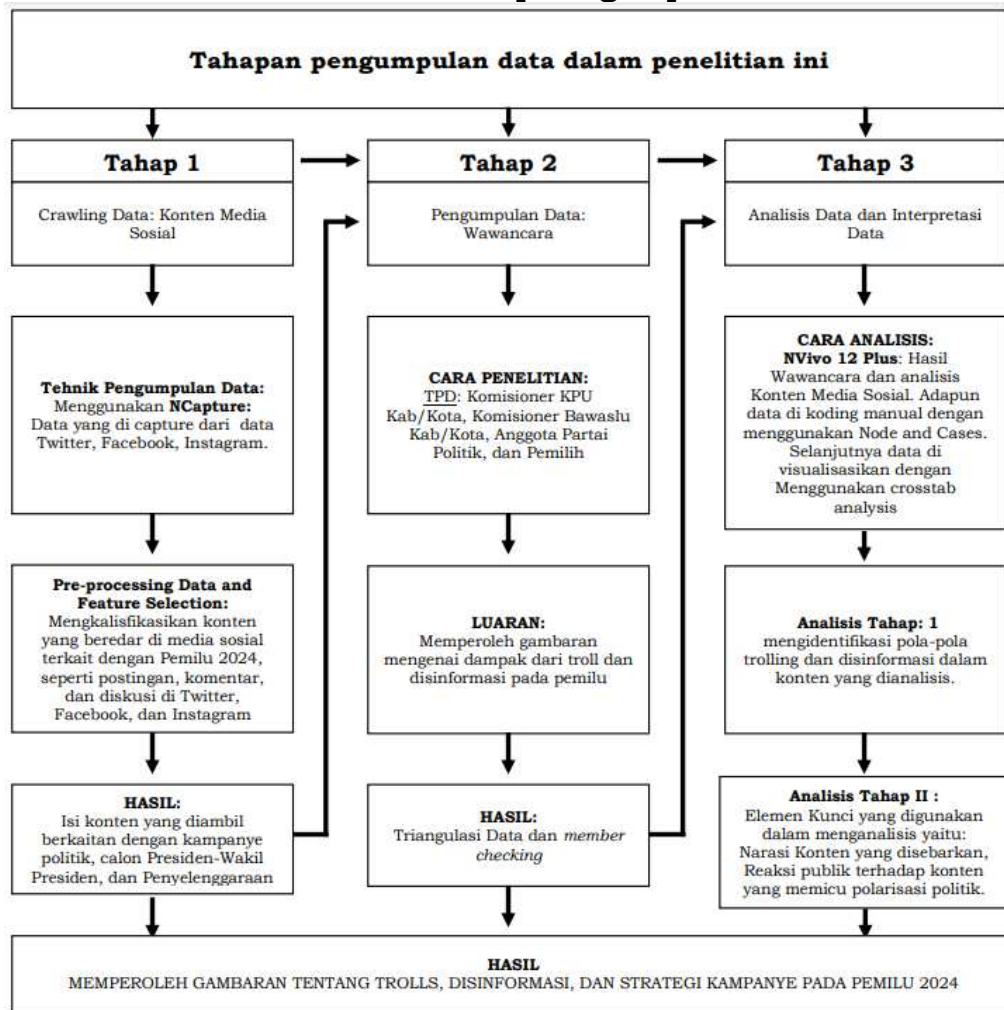 Tahapan pengumpulan data dalam penelitian ini
Tahap 1
Crawling Data: Konten Media
Sosial
Tehnik Pengumpulan Data:
Menggunakan NCapture:
Data yang di capture dari data
Twitter, Facebook, Instagram.
Pre-processing Data and
Feature Selection:
Mengkalisfikasikan konten
yang beredar di media sosial
terkait dengan Pemilu 2024,
seperti postingan, komentar,
dan diskusi di Twitter,
Facebook, dan Instagram
HASIL:
Isi konten yang diambil
berkaitan dengan kampanye
politik, calon Presiden-Wakil
Presiden, dan Penyelenggaraan
Tahap 2
Pengumpulan Data:
Wawancara
CARA PENELITIAN:
TPD: Komisioner KPU
Kab/Kota, Komisioner Bawaslu
Kab/Kota, Anggota Partai
Politik, dan Pemilih
LUARAN:
Memperoleh gambaran
mengenai dampak dari troll dan
disinformasi pada pemilu
HASIL:
Triangulasi Data dan member
checking
Tahap 3
Analisis Data dan Interpretasi
Data
CARA ANALISIS:
NVivo 12 Plus: Hasil
Wawancara dan analisis
Konten Media Sosial. Adapun
data di koding manual dengan
menggunakan Node and Cases.
Selanjutnya data di
visualisasikan dengan
Menggunakan crosstab
analysis
Analisis Tahap: 1
mengidentifikasi pola-pola
trolling dan disinformasi dalam
konten yang dianalisis.
Analisis Tahap II :
Elemen Kunci yang digunakan
dalam menganalisis yaitu:
Narasi Konten yang disebarkan,
Reaksi publik terhadap konten
yang memicu polarisasi politik.
HASIL
MEMPEROLEH GAMBARAN TENTANG TROLLS, DISINFORMASI, DAN STRATEGI KAMPANYE PADA PEMILU 2024